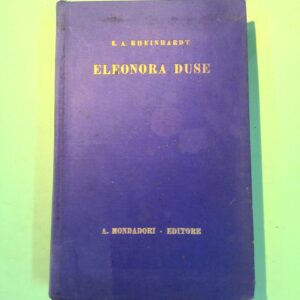 E. A. RHEINHARDT
ELEONORA DUSE
A. MONDADORI - EDITORE